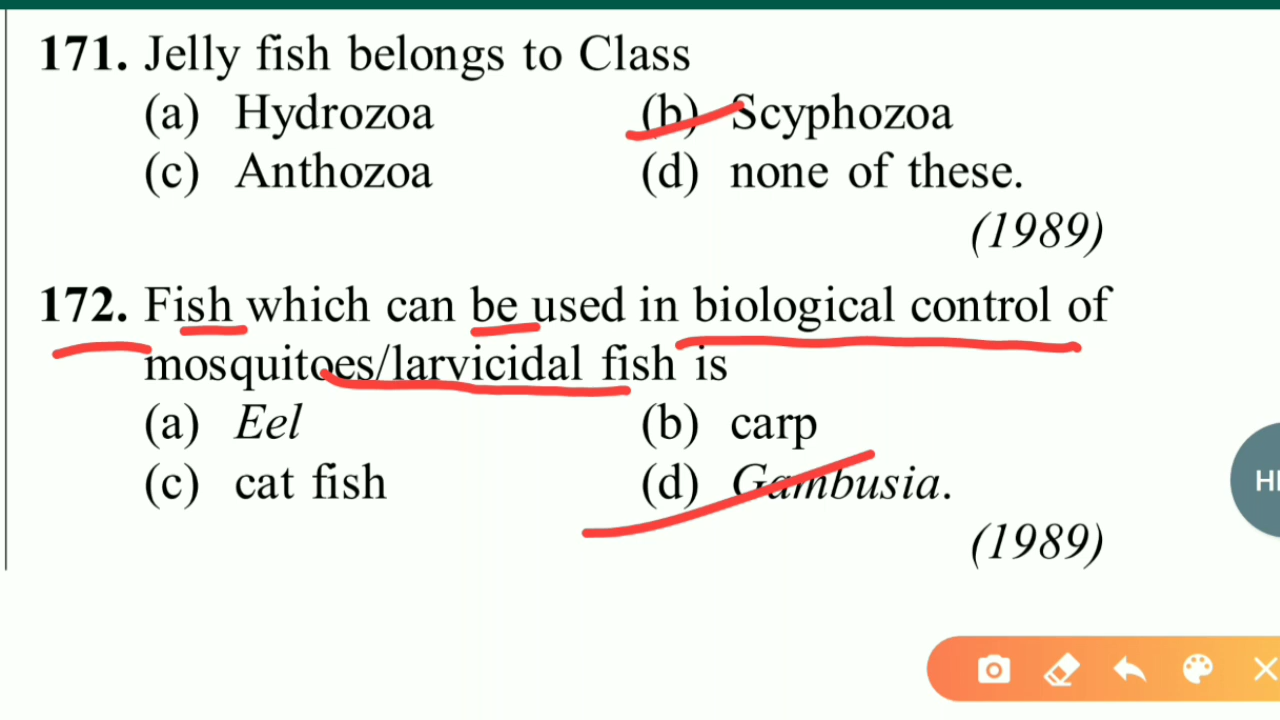 171. Jelly fish belongs to Class
(a) Hydrozoa (b) Scyphozoa
(c) Anthozoa (d) none of these.
(1989)
172. Fish which can be used in biological control of
mosquitoes/larvicidal fish is
(a) Eel (b) carp
(c) cat fish (d) Gambusia.
(1989)